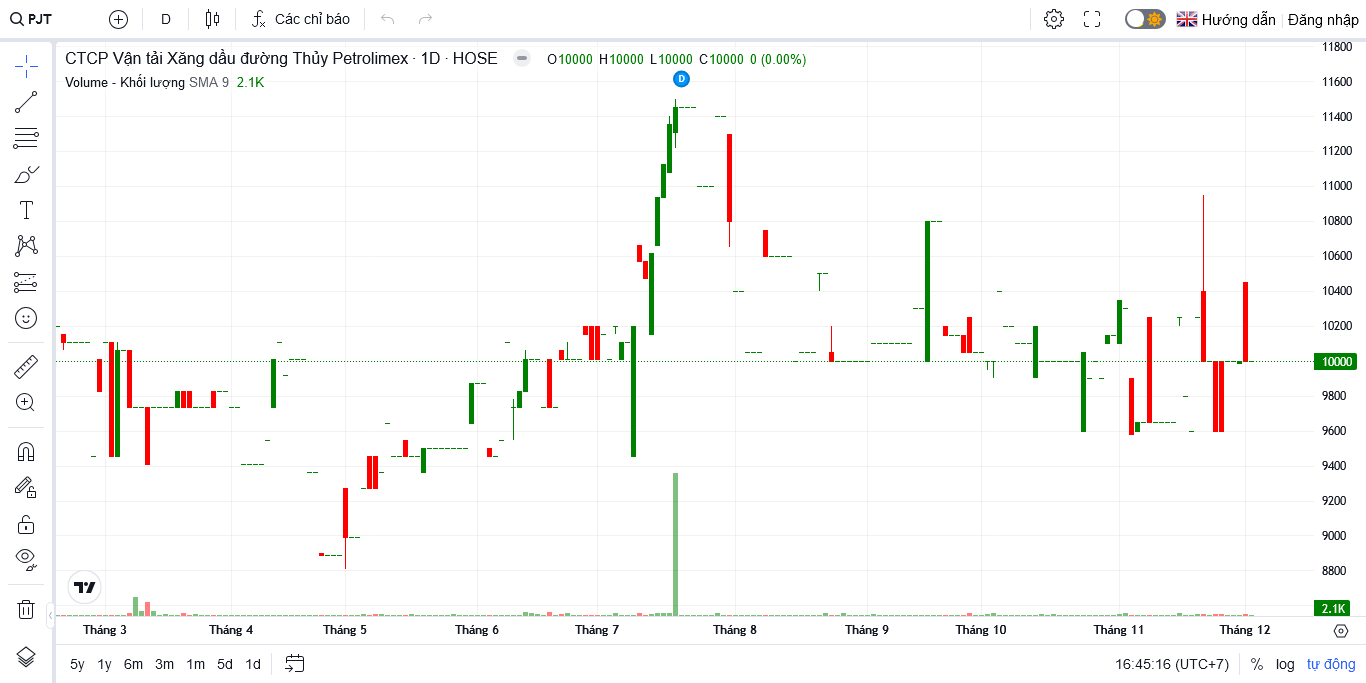 PJT D Các chỉ báo Hướng dẫn Đăng nhập
CTCP Vận tải Xăng dầu đường Thủy Petrolimex · 1D · HOSE O10000 H10000 L10000 C10000 0 (0.00%)
Volume - Khối lượng SMA 9 2.1K
D
11800
11600
11400
11200
11000
10800
10600
10400
10200
10000
9800
9600
9400
9200
9000
8800
2.1K
Tháng 3 Tháng 4 Tháng 5 Tháng 6 Tháng 7 Tháng 8 Tháng 9 Tháng 10 Tháng 11 Tháng 12
5y 1y 6m 3m 1m 5d 1d 16:45:16 (UTC+7) % log tự động